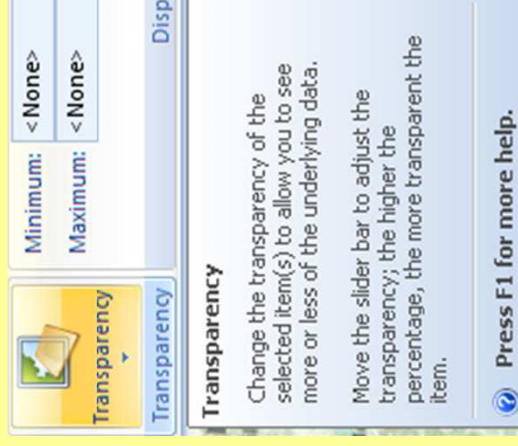 Minimum: <None>
Maximum: <None>
Transparency
Transparency
Disp
Transparency
Change the transparency of the
selected item(s) to allow you to see
more or less of the underlying data.
Move the slider bar to adjust the
transparency; the higher the
percentage, the more transparent the
item.
Press F1 for more help.